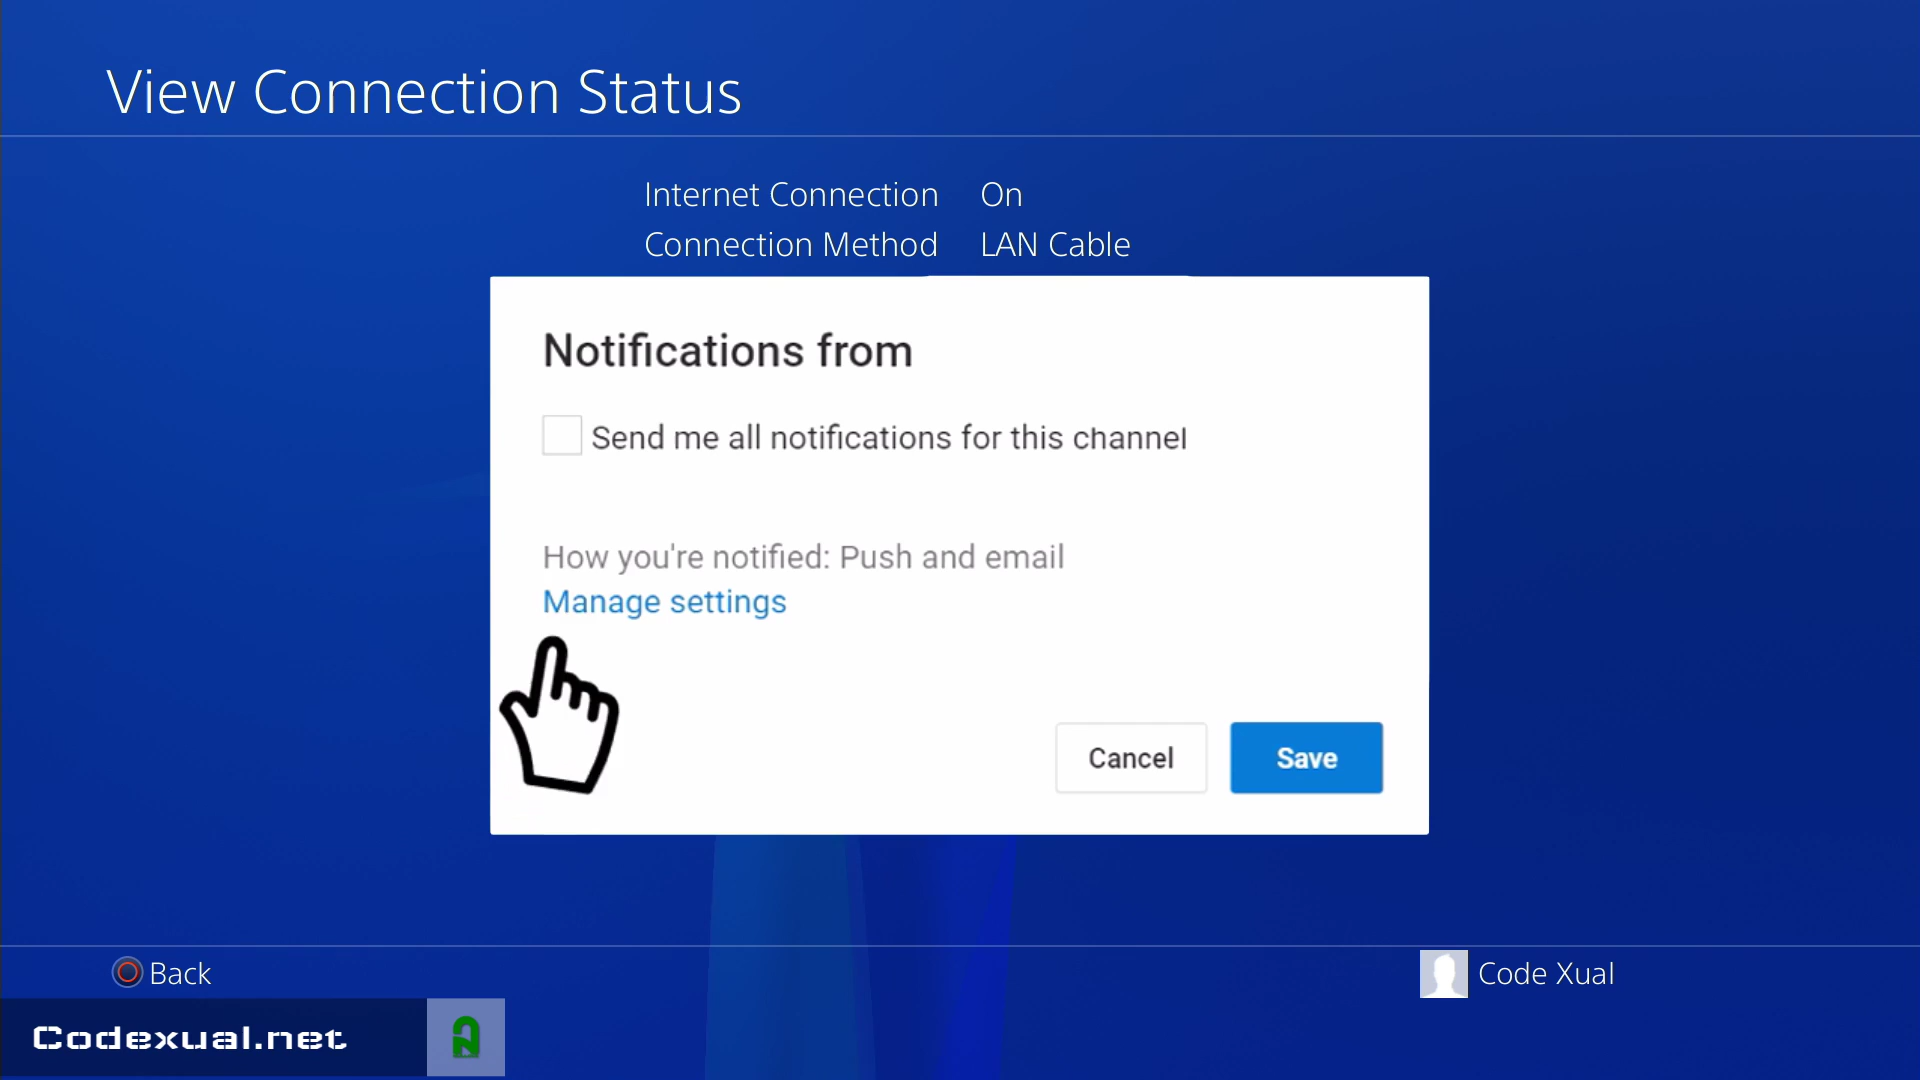 View Connection Status
Internet Connection On
Connection Method LAN Cable
Notifications from
Send me all notifications for this channel
How you're notified: Push and email
Manage settings
Cancel Save
Back
Code Xual
Codexual.net